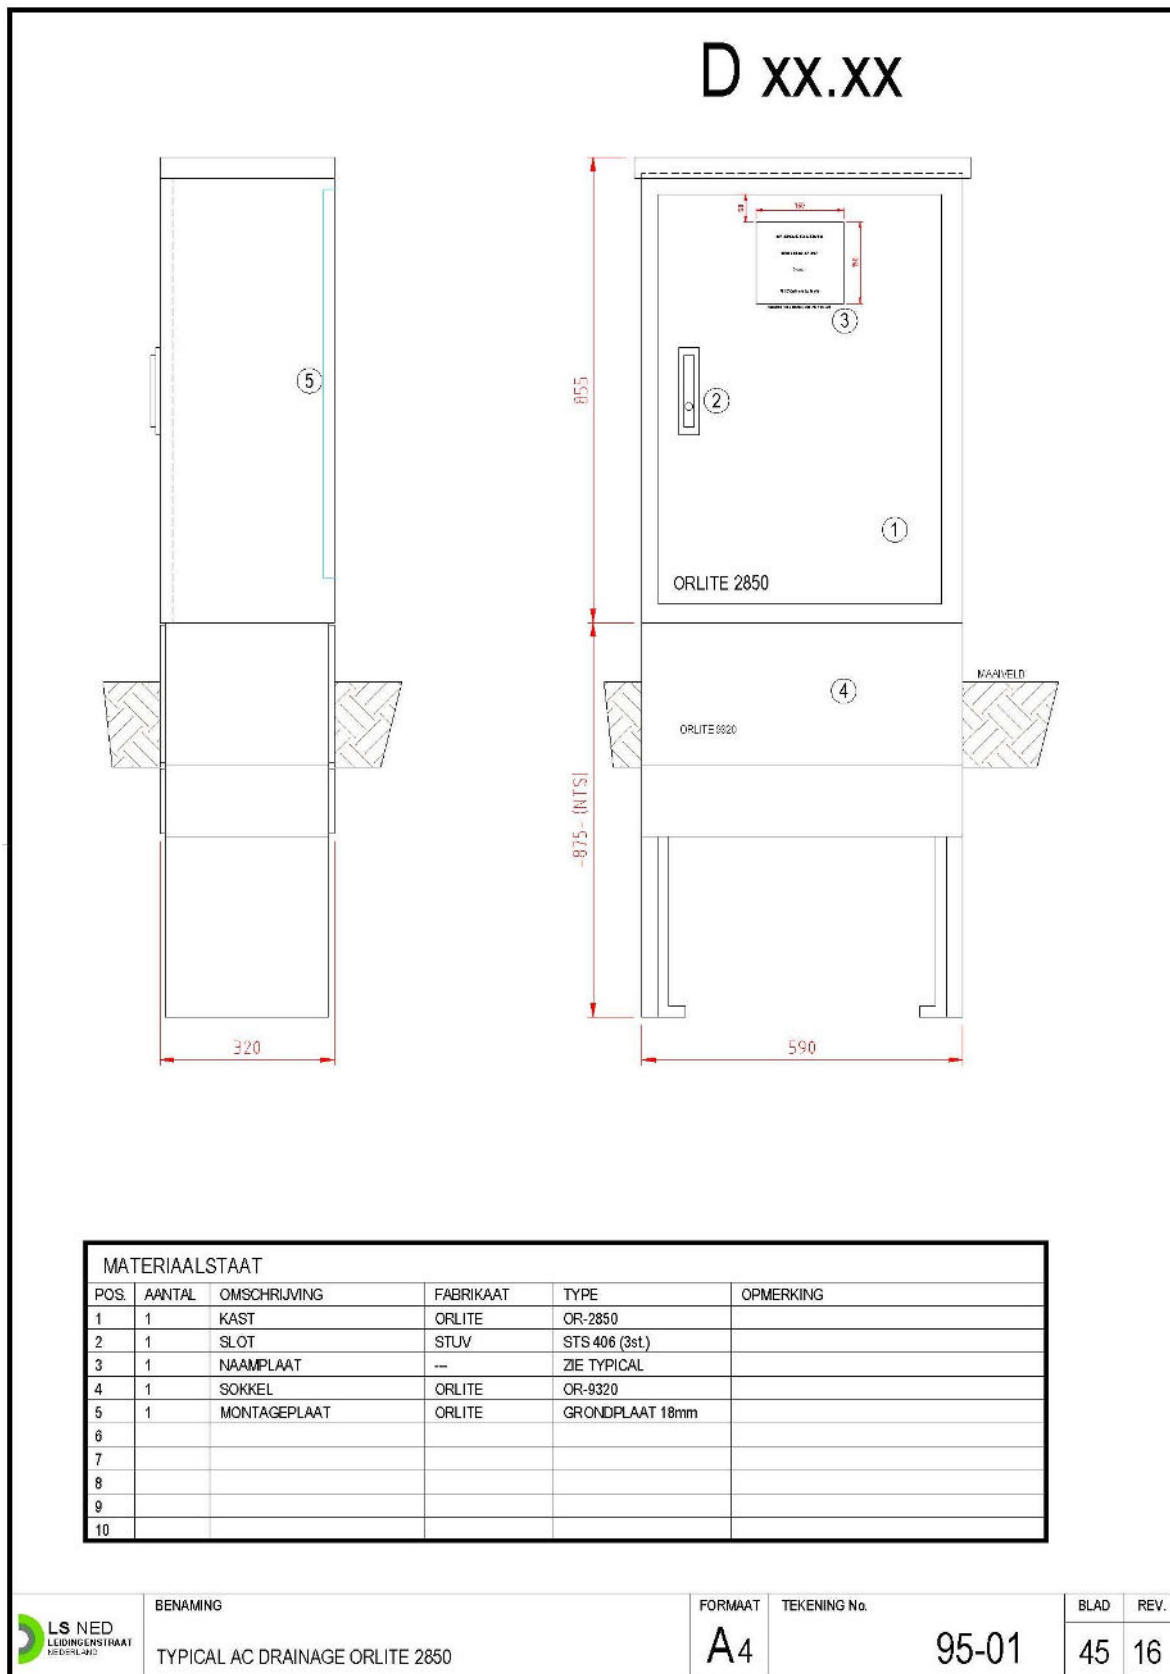 D xx.xx
150
150
3
5
855
2
1
ORLITE 2850
MAAIVELD
4
ORLITE 9320
-875- (NTS)
320
590
MATERIAALSTAAT
POS. AANTAL OMSCHRIJVING FABRIKAAT TYPE OPMERKING
1 1 KAST ORLITE OR-2850
2 1 SLOT STUV STS 406 (3st.)
3 1 NAAMPLAAT --- ZIE TYPICAL
4 1 SOKKEL ORLITE OR-9320
5 1 MONTAGEPLAAT ORLITE GRONDPLAAT 18mm
6
7
8
9
10
LS NED
LEIDINGENSTRAAT
NEDERLAND
BENAMING
TYPICAL AC DRAINAGE ORLITE 2850
FORMAAT
A4
TEKENING No.
95-01
BLAD
45
REV.
16